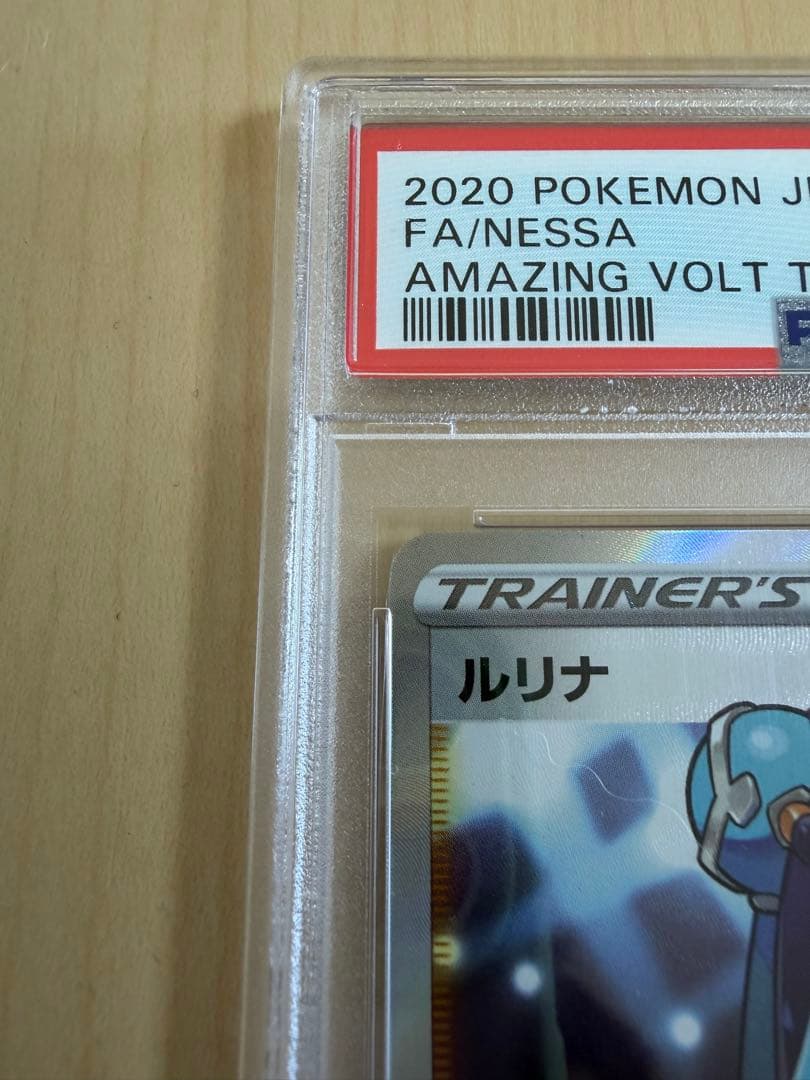 2020 POKEMON J
FA/NESSA
AMAZING VOLT T
P
TRAINER'S
ルリナ